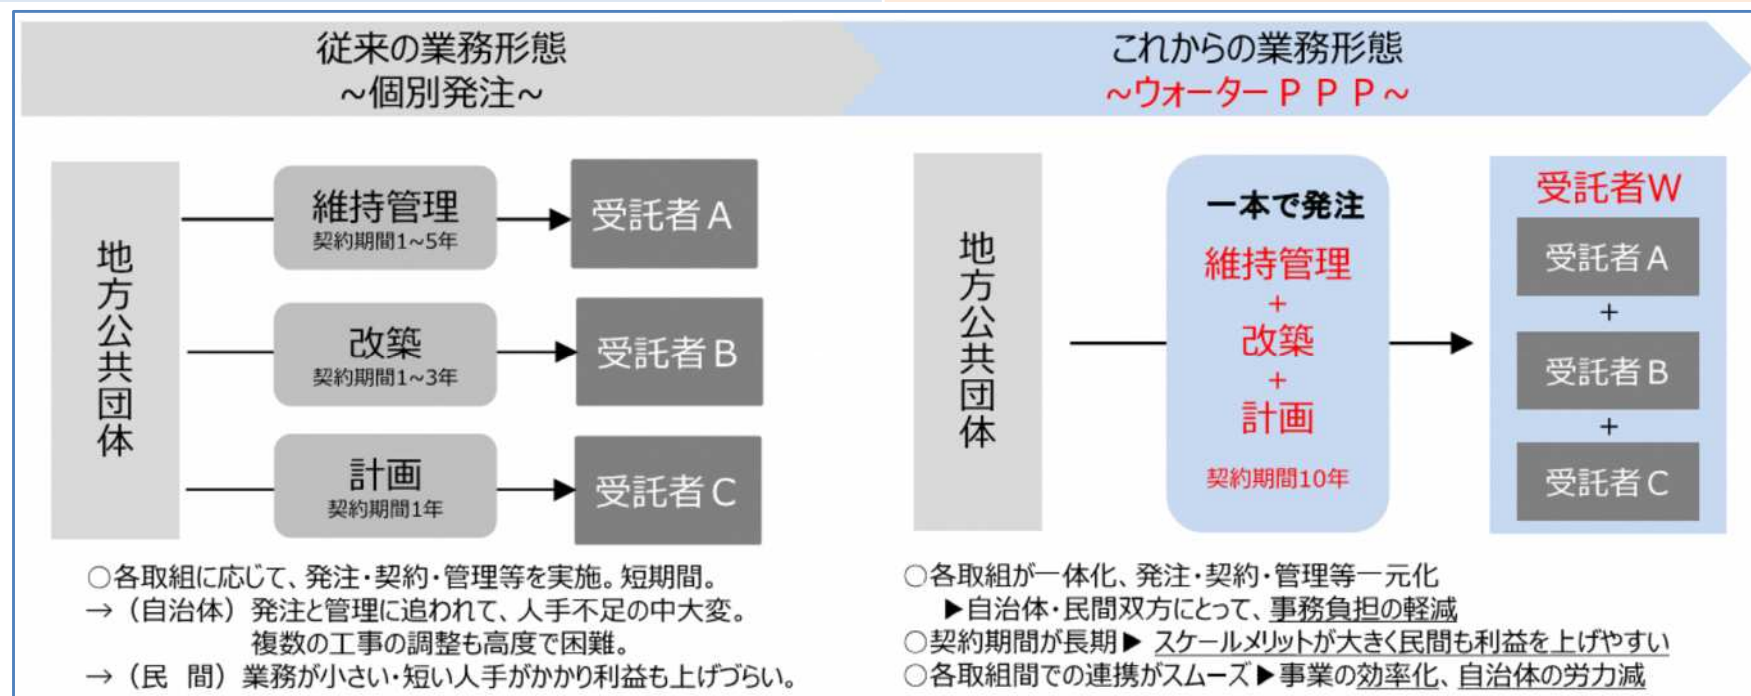 従来の業務形態
~個別発注~
地方公共団体
維持管理
契約期間1~5年
受託者A
改築
契約期間1~3年
受託者B
計画
契約期間1年
受託者C
○各取組に応じて、発注・契約・管理等を実施。短期間。
→（自治体）発注と管理に追われて、人手不足の中大変。
複数の工事の調整も高度で困難。
→（民 間）業務が小さい・短い人手がかかり利益も上げづらい。
これからの業務形態
~ウォーターPPP~
地方公共団体
一本で発注
維持管理
+
改築
+
計画
契約期間10年
受託者W
受託者A
+
受託者B
+
受託者C
○各取組が一体化、発注・契約・管理等一元化
▶自治体・民間双方にとって、事務負担の軽減
○契約期間が長期▶ スケールメリットが大きく民間も利益を上げやすい
○各取組間での連携がスムーズ▶事業の効率化、自治体の労力減